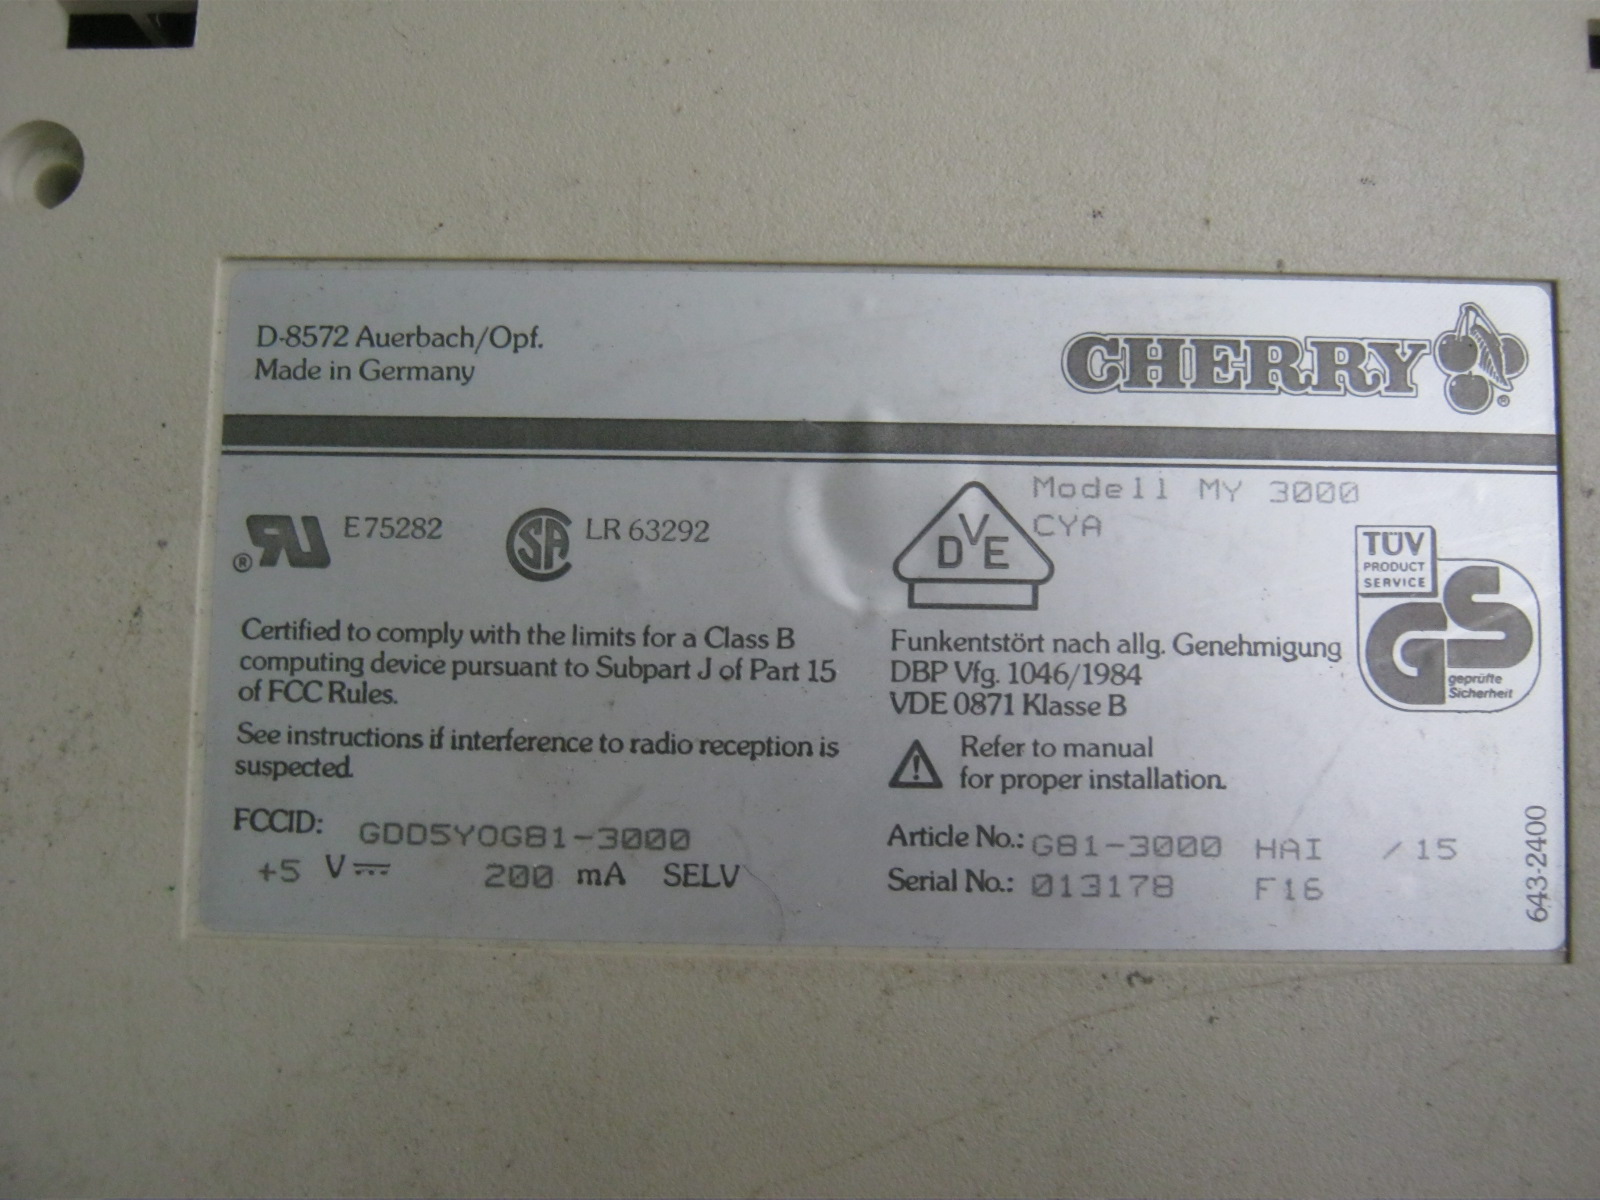 D-8572 Auerbach/Opf.
Made in Germany
CHERRY
®
® RU E75282
SA LR 63292
DVE
Modell MY 3000
CYA
TÜV
PRODUCT
SERVICE
GS
geprüfte
Sicherheit
Certified to comply with the limits for a Class B
computing device pursuant to Subpart J of Part 15
of FCC Rules.
See instructions if interference to radio reception is
suspected.
FCCID: GDD5YOG81-3000
+5 V 200 mA SELV
Funkentstört nach allg. Genehmigung
DBP Vfg. 1046/1984
VDE 0871 Klasse B
! Refer to manual
for proper installation.
Article No.: G81-3000 HAI /15
Serial No.: 013178 F16
643-2400